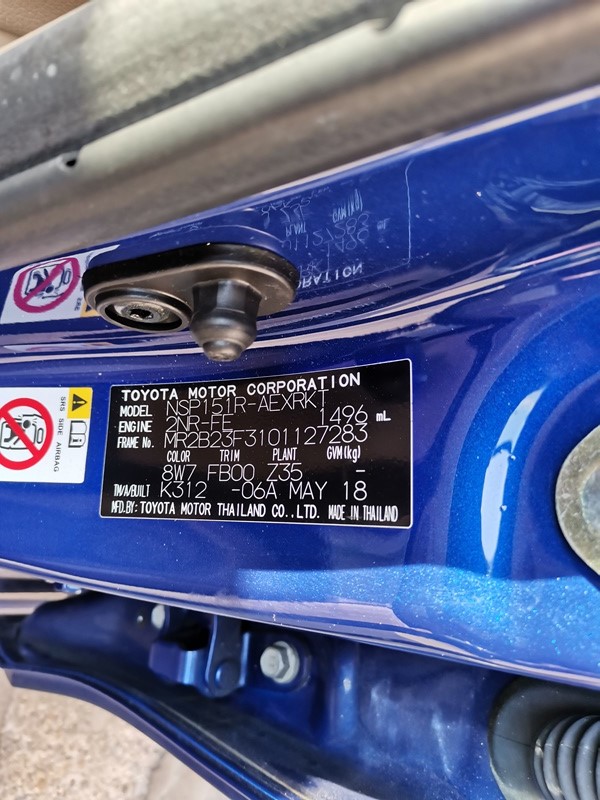 TOYOTA MOTOR CORPORATION
MODEL NSP151R-AEXRKT
ENGINE 2NR-FE 1496 mL
FRAME No. MR2B23F3101127283
COLOR TRIM PLANT GVM(kg)
8W7 FB00 Z35 -
T/A/BUILT K312 -06A MAY 18
MFD.BY: TOYOTA MOTOR THAILAND CO.,LTD. MADE IN THAILAND
SRS SIDE AIRBAG